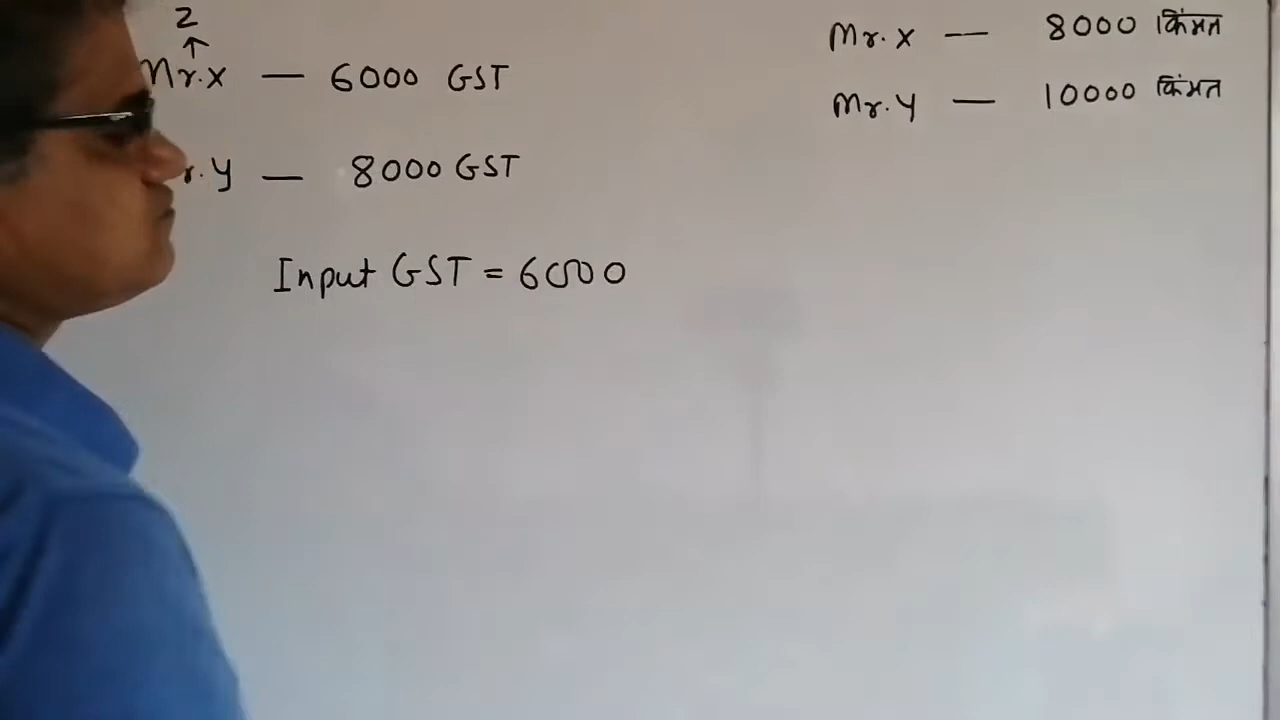 2
Mr.x — 6000 GST
r.y — 8000 GST
Input GST = 6000
Mr.x — 8000 किंमत
Mr.y — 10000 किंमत